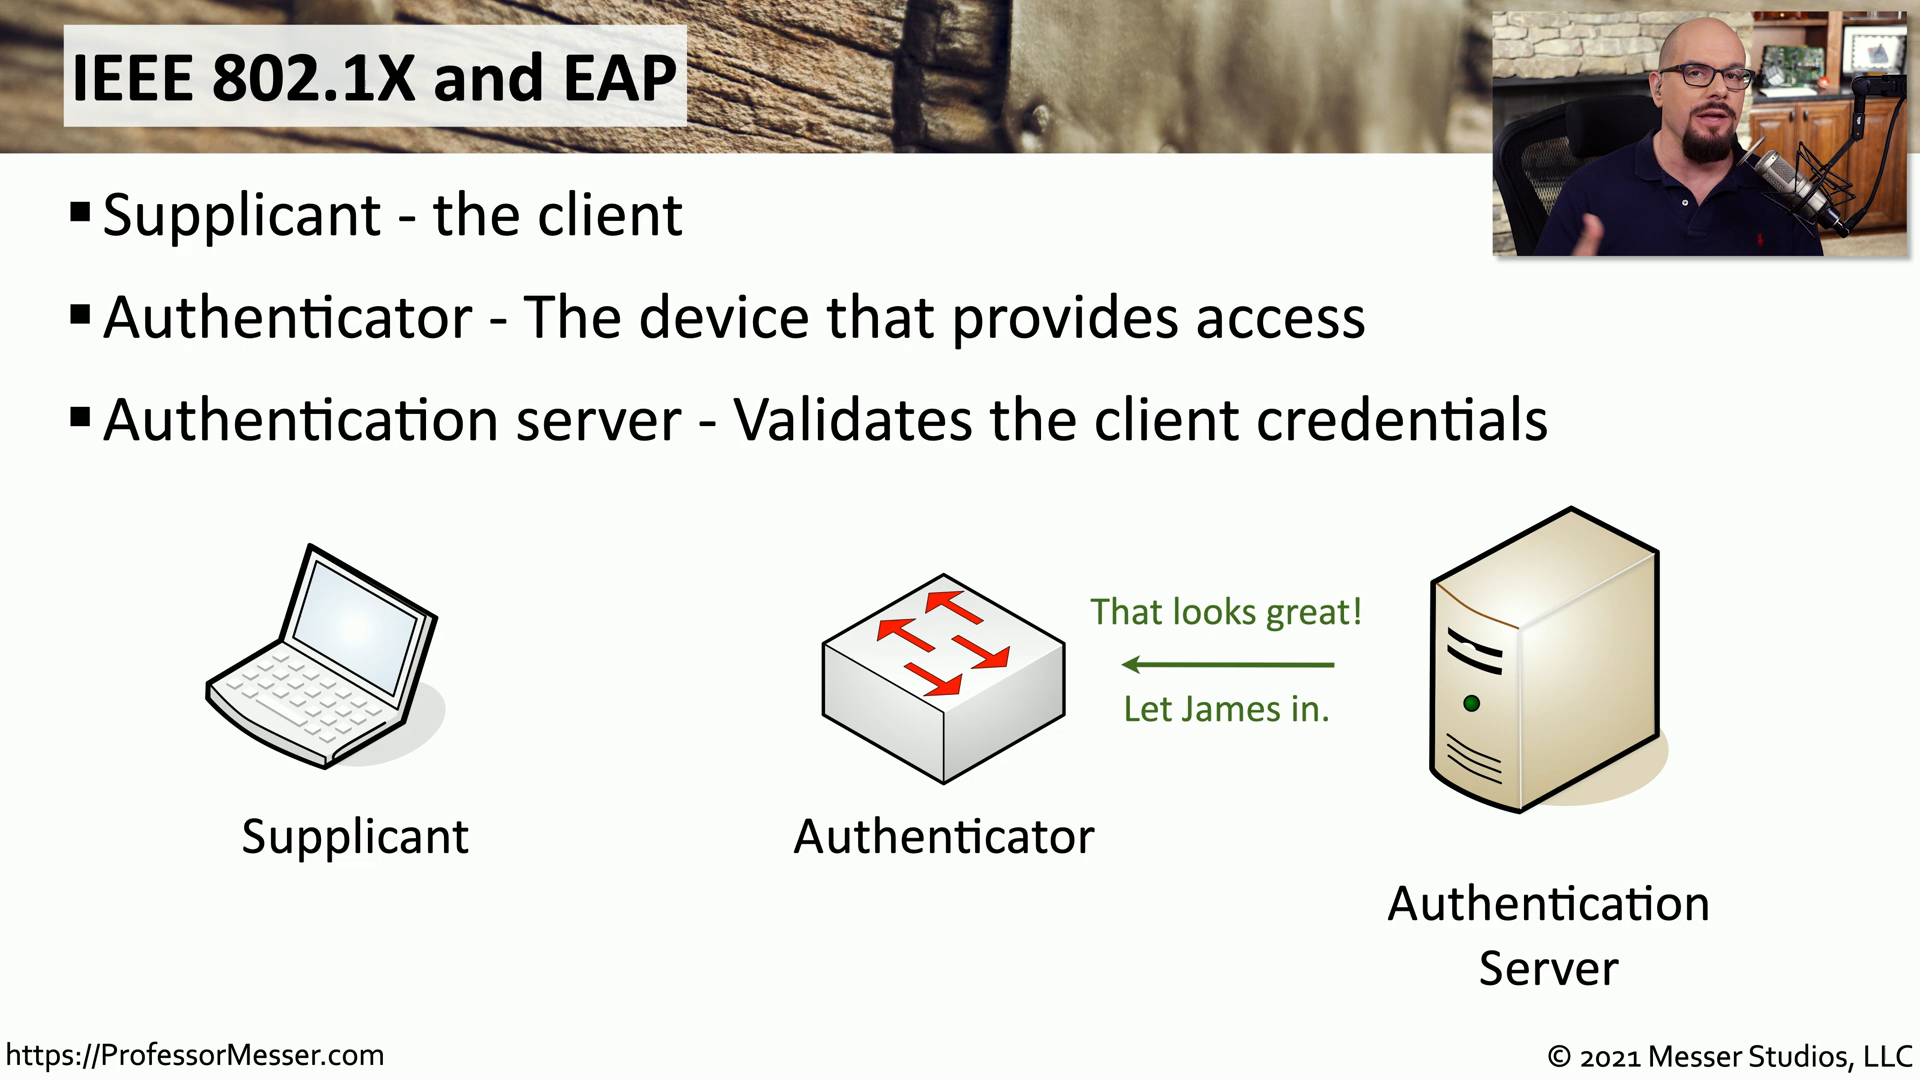 IEEE 802.1X and EAP
▪ Supplicant - the client
▪ Authenticator - The device that provides access
▪ Authentication server - Validates the client credentials
That looks great!
Let James in.
Supplicant
Authenticator
Authentication
Server
https://ProfessorMesser.com
© 2021 Messer Studios, LLC